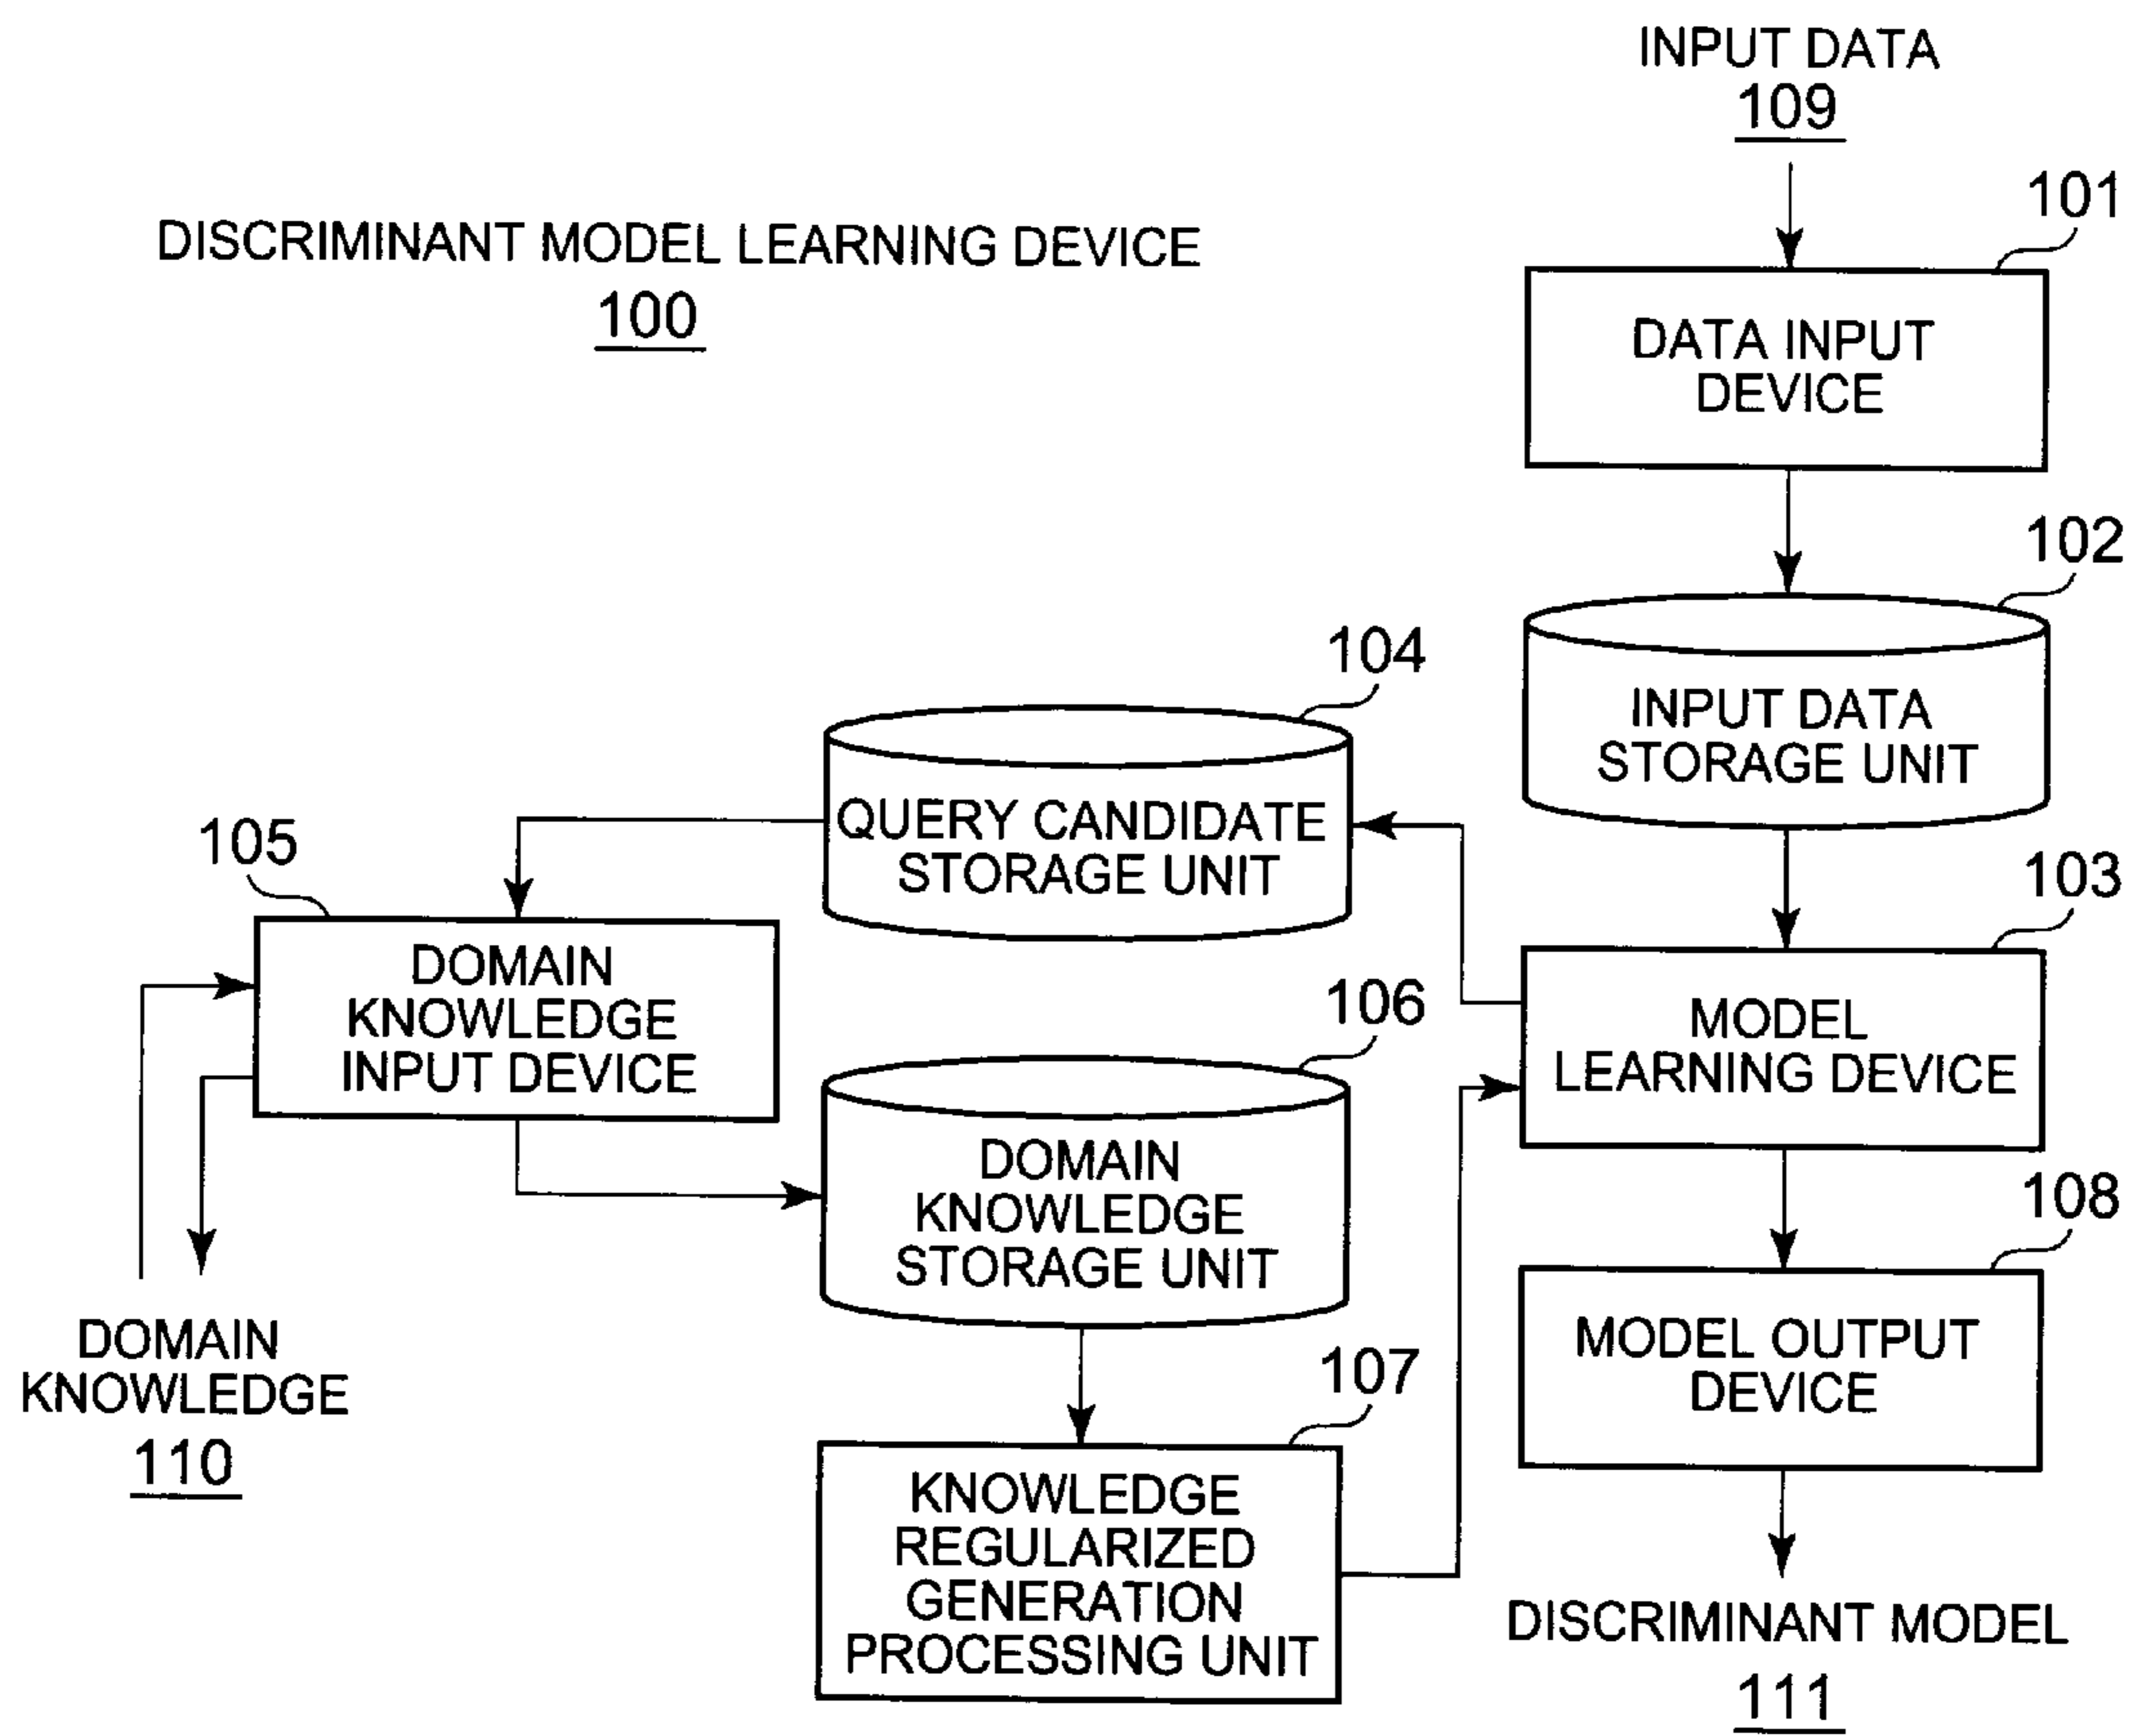 INPUT DATA
109
DISCRIMINANT MODEL LEARNING DEVICE
100
101
DATA INPUT
DEVICE
102
INPUT DATA
STORAGE UNIT
104
QUERY CANDIDATE
STORAGE UNIT
105
DOMAIN
KNOWLEDGE
INPUT DEVICE
103
MODEL
LEARNING DEVICE
106
DOMAIN
KNOWLEDGE
STORAGE UNIT
108
MODEL OUTPUT
DEVICE
DOMAIN
KNOWLEDGE
110
107
KNOWLEDGE
REGULARIZED
GENERATION
PROCESSING UNIT
DISCRIMINANT MODEL
111